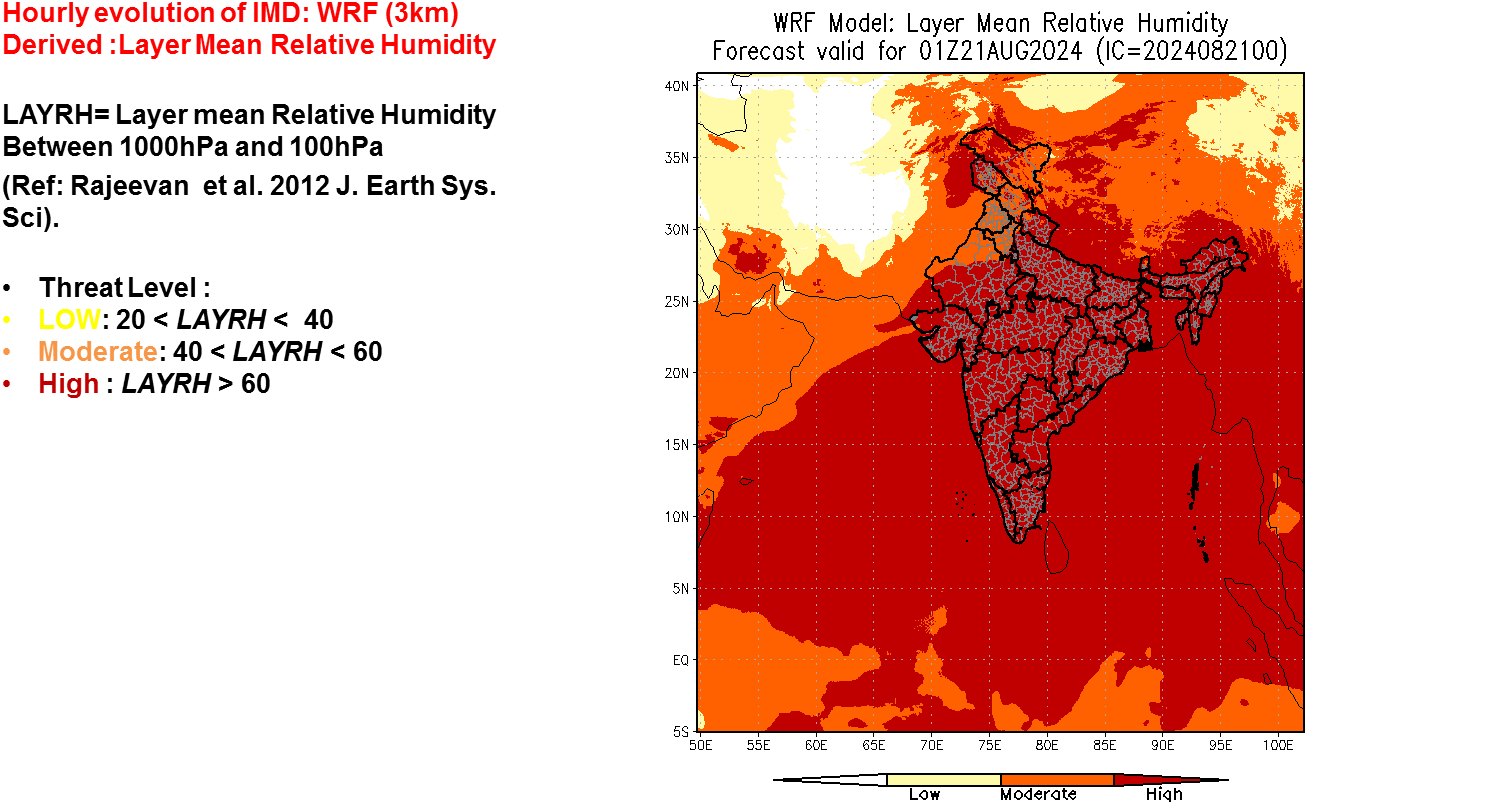 Hourly evolution of IMD: WRF (3km)
Derived :Layer Mean Relative Humidity
LAYRH= Layer mean Relative Humidity
Between 1000hPa and 100hPa
(Ref: Rajeevan et al. 2012 J. Earth Sys.
Sci).
• Threat Level :
• LOW: 20 < LAYRH < 40
• Moderate: 40 < LAYRH < 60
• High : LAYRH > 60
WRF Model: Layer Mean Relative Humidity
Forecast valid for 01Z21AUG2024 (IC=2024082100)
40N
35N
30N
25N
20N
15N
10N
5N
EQ
5S
50E 55E 60E 65E 70E 75E 80E 85E 90E 95E 100E
Low Moderate High